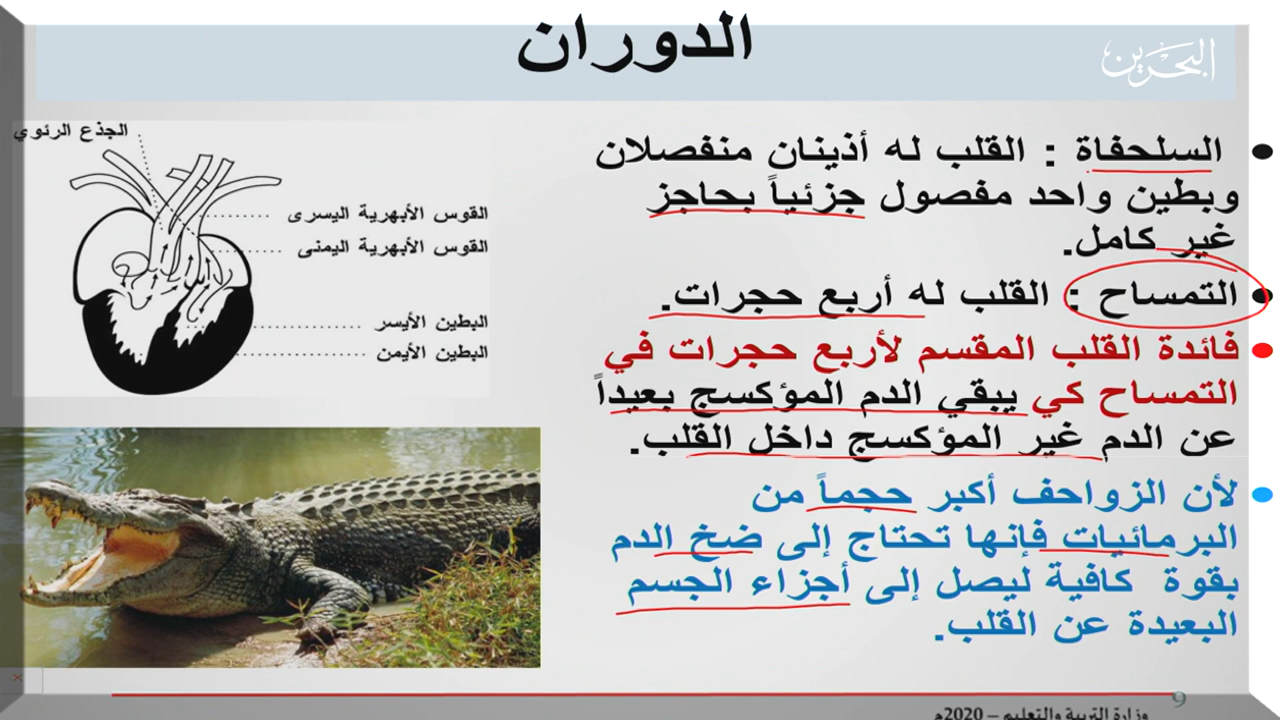 الدوران
البحرين
السلحفاة : القلب له أذينان منفصلان
وبطين واحد مفصول جزئياً بحاجز
غير كامل.
التمساح : القلب له أربع حجرات.
فائدة القلب المقسم لأربع حجرات في
التمساح كي يبقي الدم المؤكسج بعيداً
عن الدم غير المؤكسج داخل القلب.
لأن الزواحف أكبر حجماً من
البرمائيات فإنها تحتاج إلى ضخ الدم
بقوة كافية ليصل إلى أجزاء الجسم
البعيدة عن القلب.
الجذع الرئوي
القوس الأبهرية اليسرى
القوس الأبهرية اليمنى
البطين الأيسر
البطين الأيمن
9
وزارة التربية والتعليم – 2020م